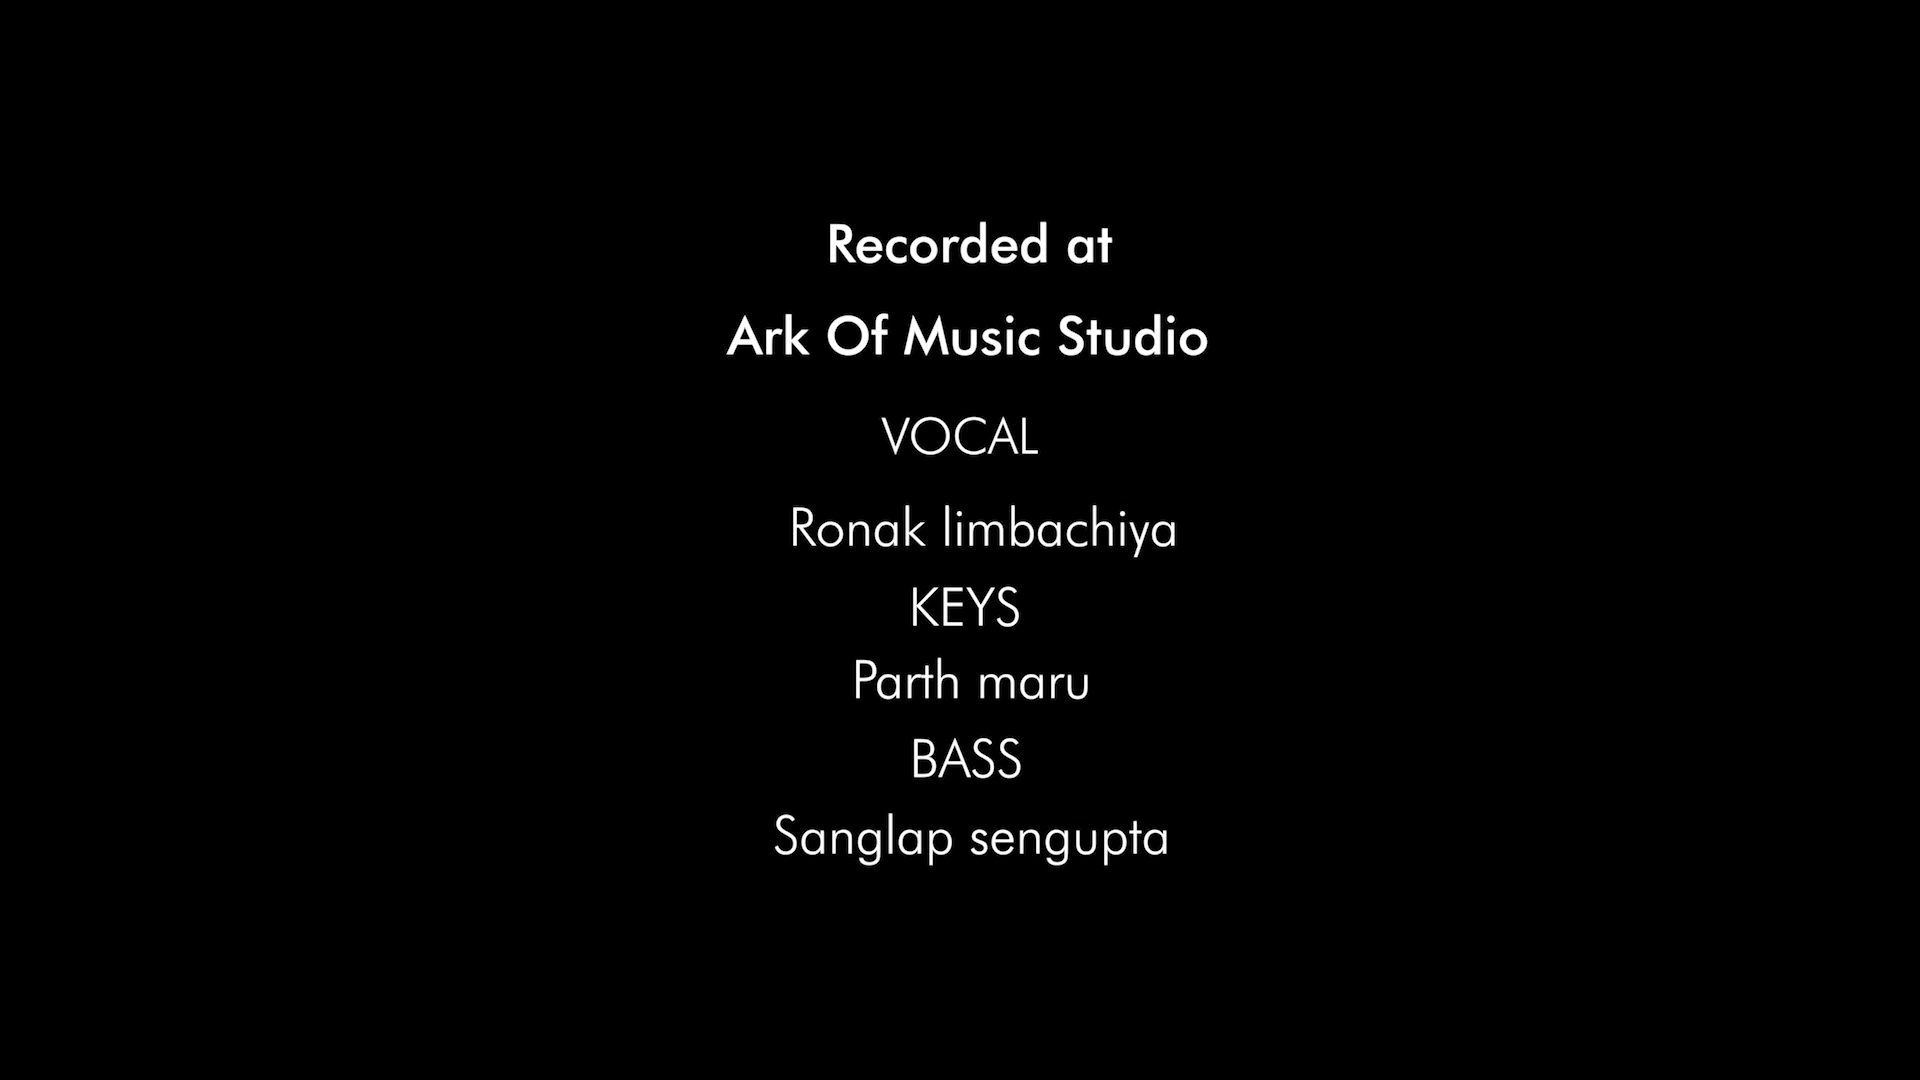 Recorded at
Ark Of Music Studio
VOCAL
Ronak limbachiya
KEYS
Parth maru
BASS
Sanglap sengupta